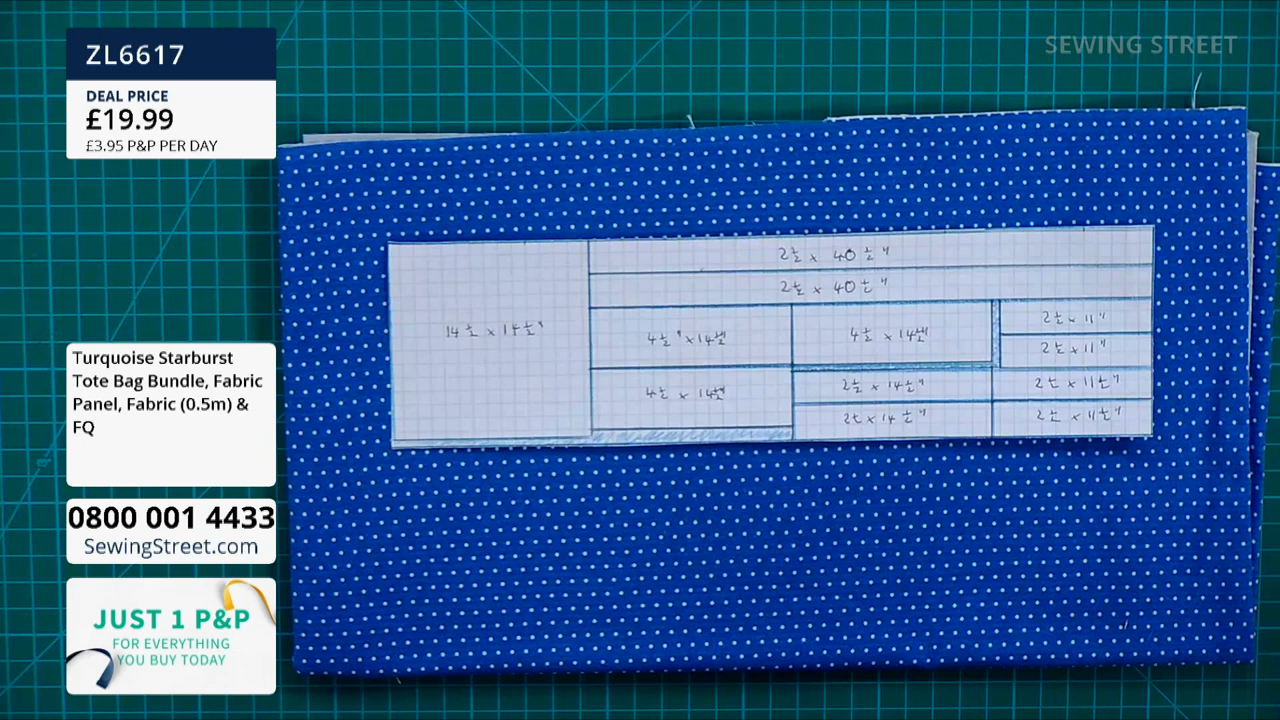 ZL6617
DEAL PRICE
£19.99
£3.95 P&P PER DAY
SEWING STREET
2½ x 40½"
2½ x 40½"
14½ x 14½"
4½" x 14½"
4½ x 14½"
2½ x 11"
2½ x 11"
4½ x 14½"
2½ x 14½"
2½ x 11½"
2½ x 14½"
2½ x 11½"
Turquoise Starburst
Tote Bag Bundle, Fabric
Panel, Fabric (0.5m) &
FQ
0800 001 4433
SewingStreet.com
JUST 1 P&P
FOR EVERYTHING
YOU BUY TODAY